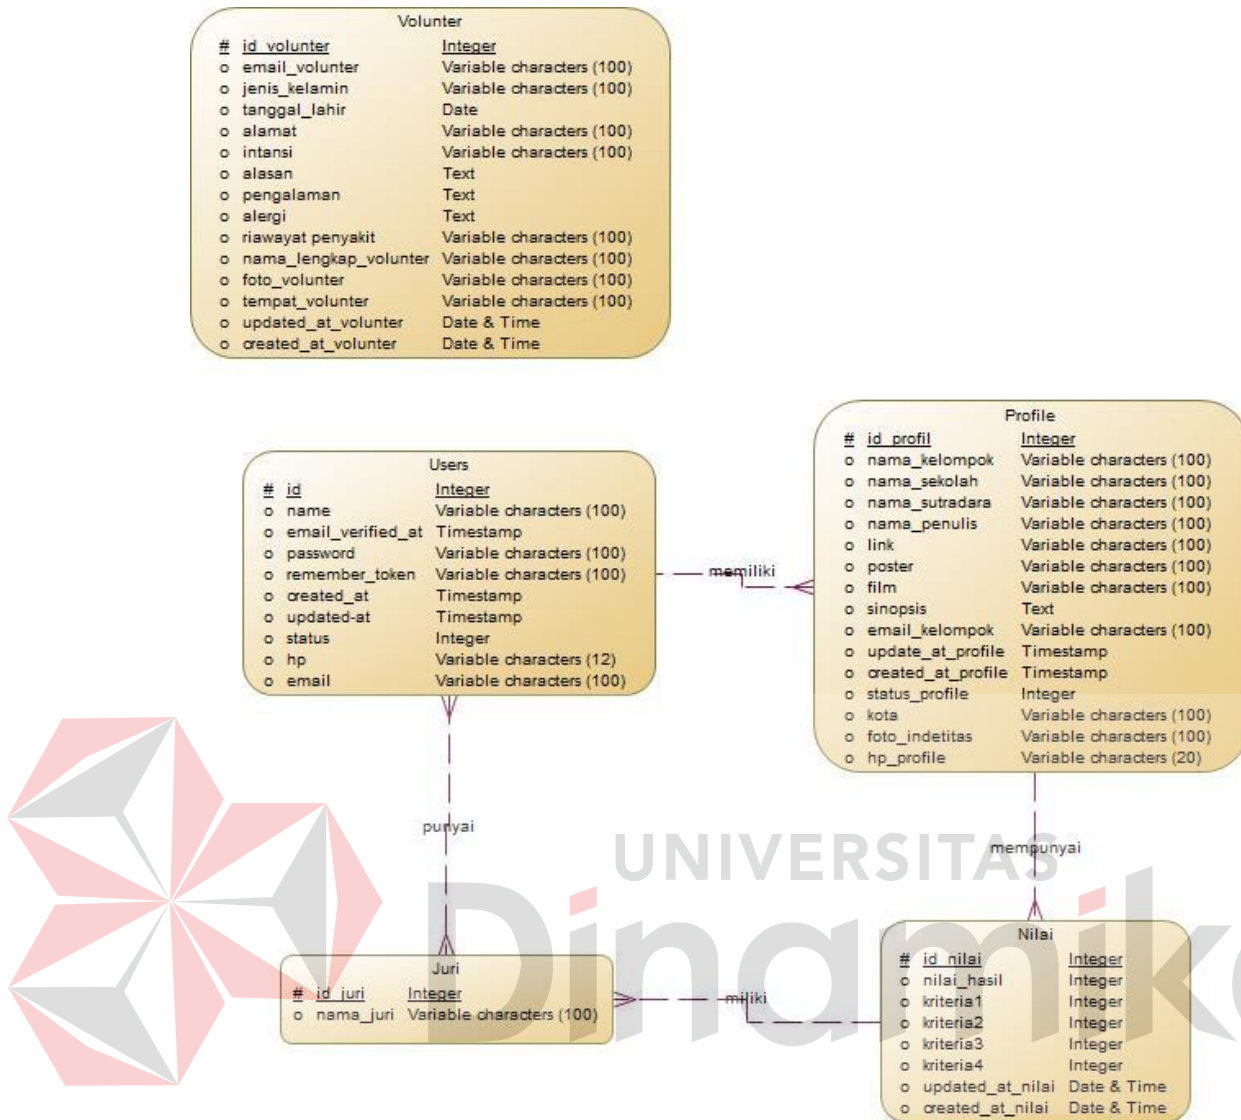 Volunter
# id_volunter Integer
o email_volunter Variable characters (100)
o jenis_kelamin Variable characters (100)
o tanggal_lahir Date
o alamat Variable characters (100)
o intansi Variable characters (100)
o alasan Text
o pengalaman Text
o alergi Text
o riawayat penyakit Variable characters (100)
o nama_lengkap_volunter Variable characters (100)
o foto_volunter Variable characters (100)
o tempat_volunter Variable characters (100)
o updated_at_volunter Date & Time
o created_at_volunter Date & Time
Users
# id Integer
o name Variable characters (100)
o email_verified_at Timestamp
o password Variable characters (100)
o remember_token Variable characters (100)
o created_at Timestamp
o updated-at Timestamp
o status Integer
o hp Variable characters (12)
o email Variable characters (100)
memiliki
Profile
# id_profil Integer
o nama_kelompok Variable characters (100)
o nama_sekolah Variable characters (100)
o nama_sutradara Variable characters (100)
o nama_penulis Variable characters (100)
o link Variable characters (100)
o poster Variable characters (100)
o film Variable characters (100)
o sinopsis Text
o email_kelompok Variable characters (100)
o update_at_profile Timestamp
o created_at_profile Timestamp
o status_profile Integer
o kota Variable characters (100)
o foto_indetitas Variable characters (100)
o hp_profile Variable characters (20)
punyai
mempunyai
UNIVERSITAS
Dinamika
Juri
# id_juri Integer
o nama_juri Variable characters (100)
miliki
Nilai
# id_nilai Integer
o nilai_hasil Integer
o kriteria1 Integer
o kriteria2 Integer
o kriteria3 Integer
o kriteria4 Integer
o updated_at_nilai Date & Time
o created_at_nilai Date & Time